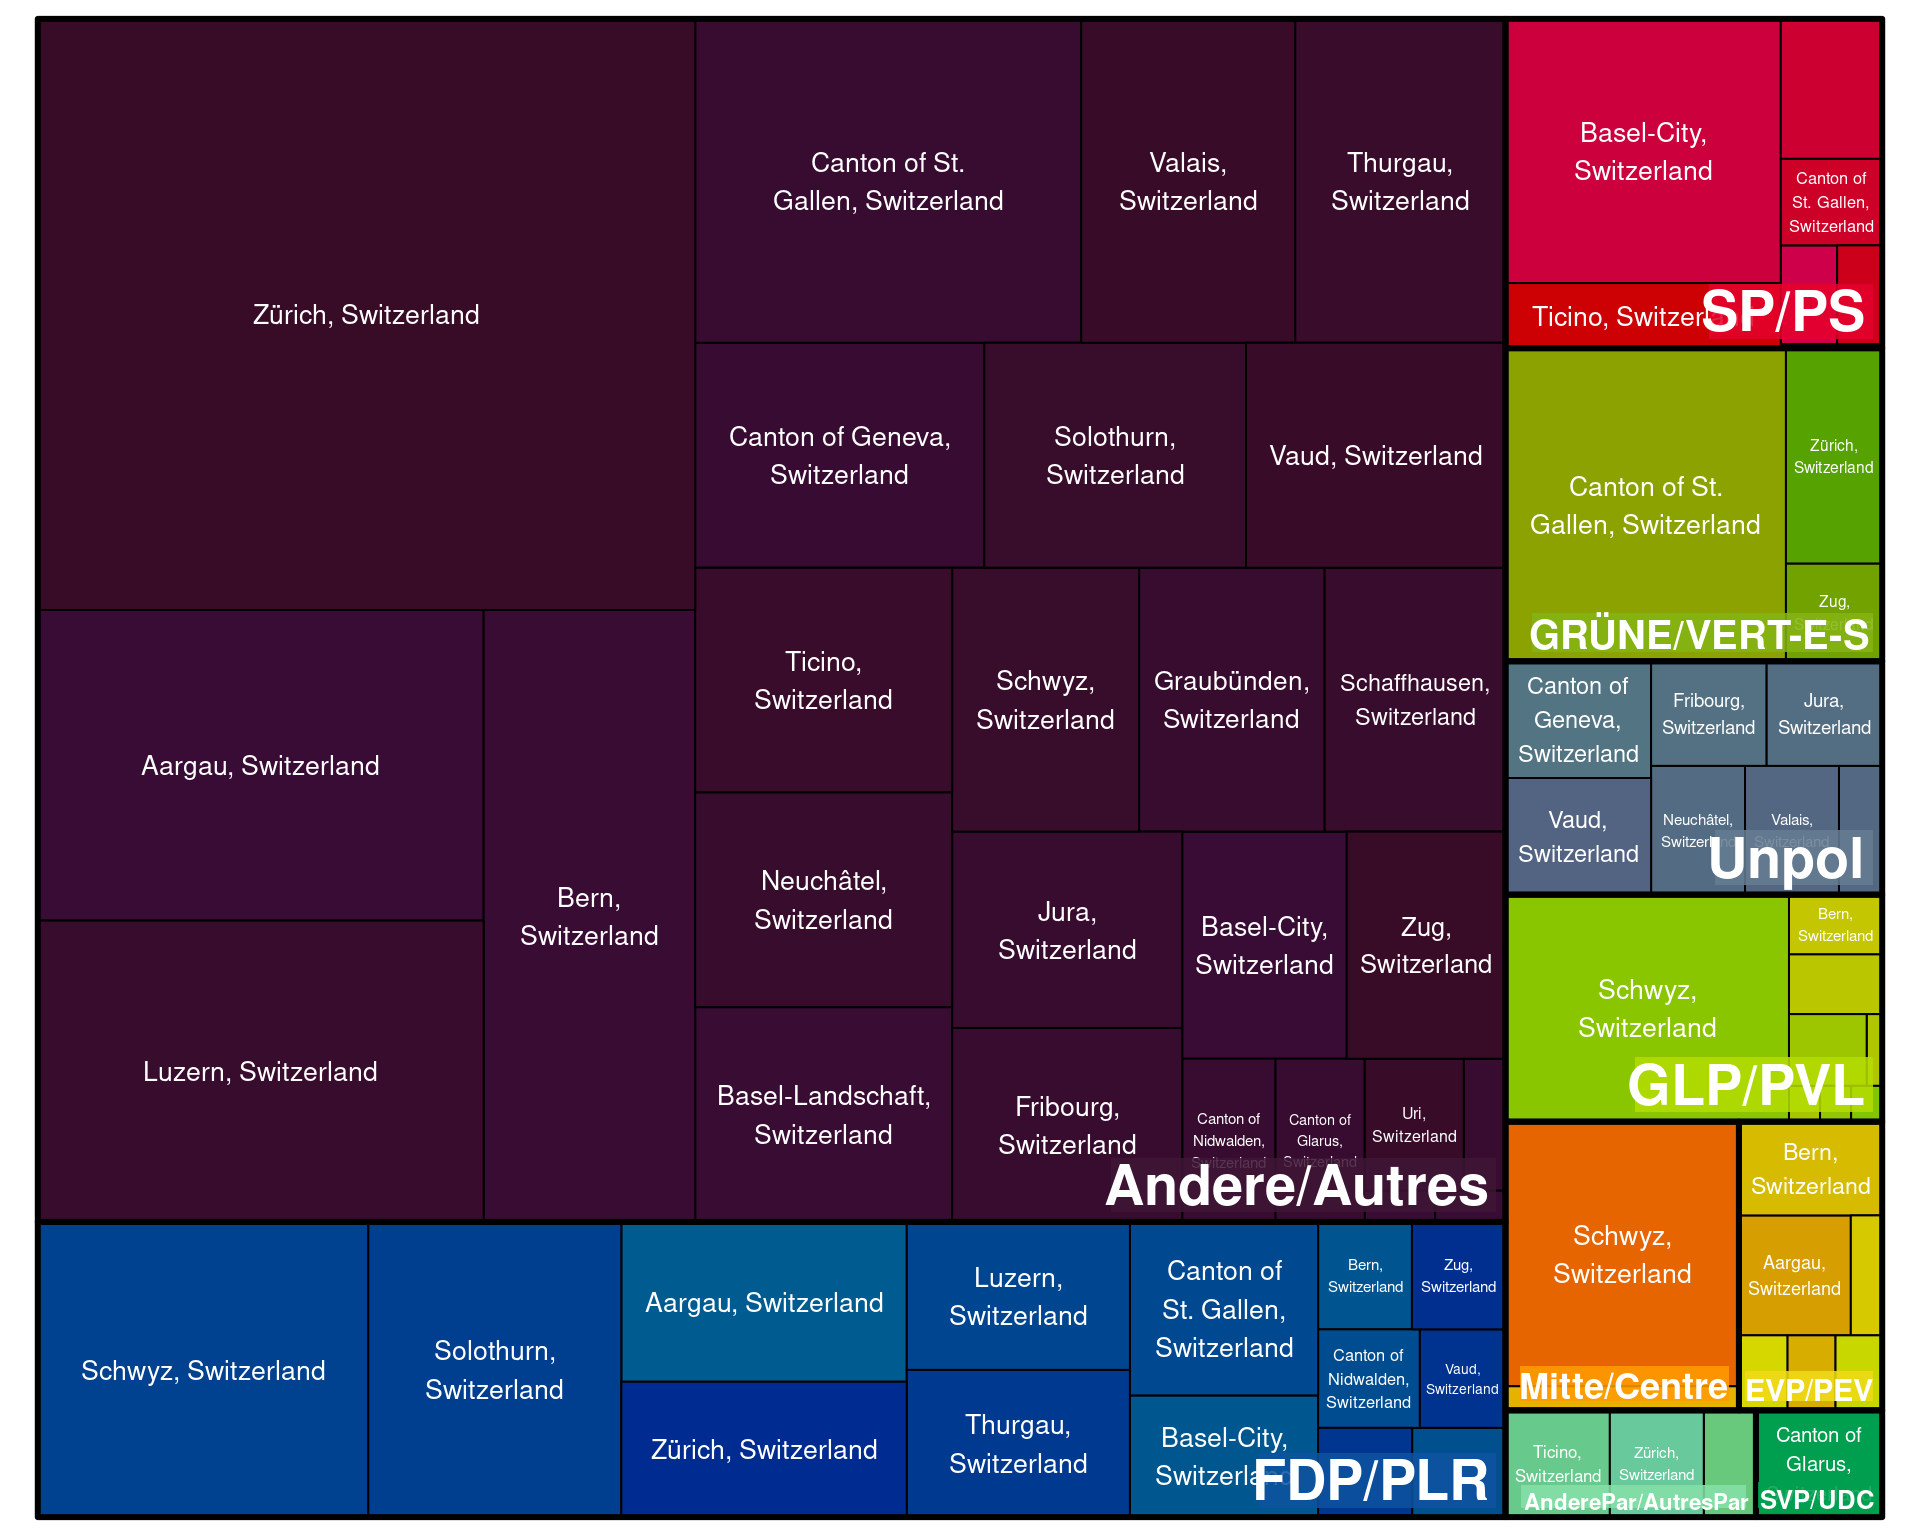 Zürich, Switzerland
Aargau, Switzerland
Luzern, Switzerland
Bern,
Switzerland
Canton of St.
Gallen, Switzerland
Valais,
Switzerland
Thurgau,
Switzerland
Canton of Geneva,
Switzerland
Solothurn,
Switzerland
Vaud, Switzerland
Ticino,
Switzerland
Neuchâtel,
Switzerland
Basel-Landschaft,
Switzerland
Schwyz,
Switzerland
Graubünden,
Switzerland
Schaffhausen,
Switzerland
Jura,
Switzerland
Fribourg,
Switzerland
Basel-City,
Switzerland
Zug,
Switzerland
Canton of
Nidwalden,
Switzerland
Canton of
Glarus,
Switzerland
Uri,
Switzerland
Andere/Autres
Schwyz, Switzerland
Solothurn,
Switzerland
Aargau, Switzerland
Zürich, Switzerland
Luzern,
Switzerland
Thurgau,
Switzerland
Canton of
St. Gallen,
Switzerland
Basel-City,
Switzerland
Bern,
Switzerland
Zug,
Switzerland
Canton of
Nidwalden,
Switzerland
Vaud,
Switzerland
FDP/PLR
Basel-City,
Switzerland
Canton of
St. Gallen,
Switzerland
Ticino, Switzerland
SP/PS
Canton of St.
Gallen, Switzerland
Zürich,
Switzerland
Zug,
Switzerland
GRÜNE/VERT-E-S
Canton of
Geneva,
Switzerland
Vaud,
Switzerland
Fribourg,
Switzerland
Jura,
Switzerland
Neuchâtel,
Switzerland
Valais,
Switzerland
Unpol
Schwyz,
Switzerland
Bern,
Switzerland
GLP/PVL
Schwyz,
Switzerland
Mitte/Centre
Bern,
Switzerland
Aargau,
Switzerland
EVP/PEV
Ticino,
Switzerland
Zürich,
Switzerland
AnderePar/AutresPar
Canton of
Glarus,
SVP/UDC